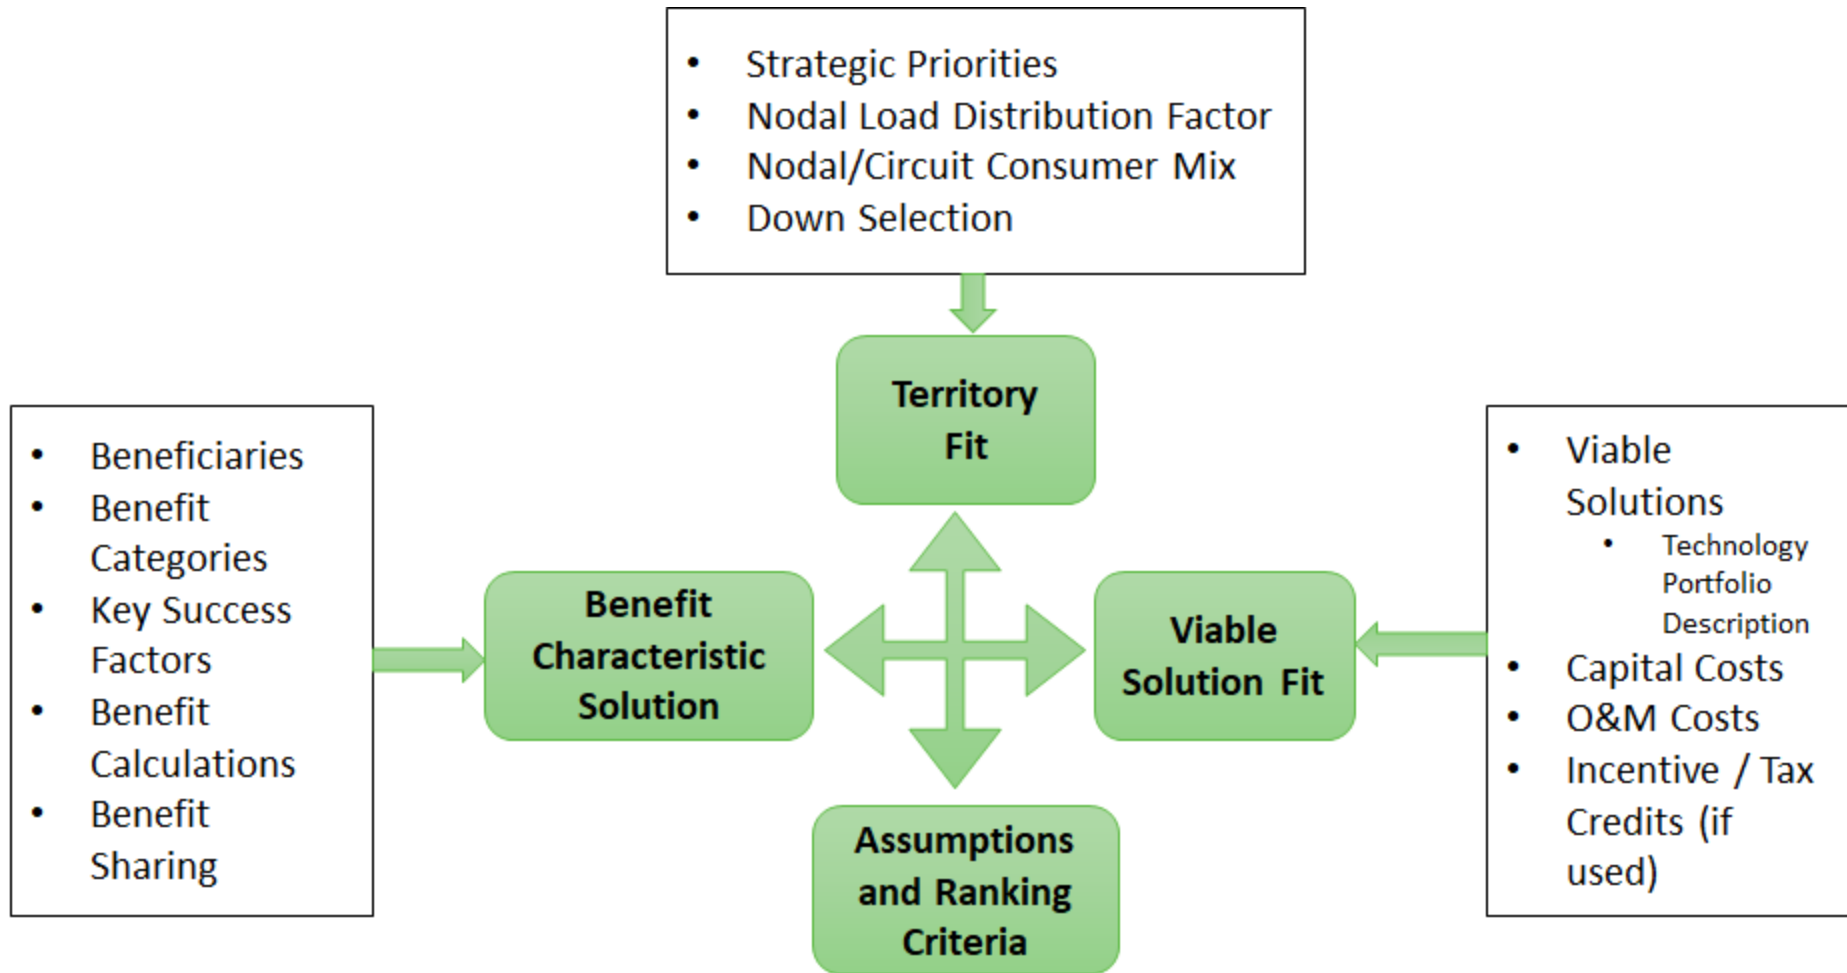 • Strategic Priorities
• Nodal Load Distribution Factor
• Nodal/Circuit Consumer Mix
• Down Selection
Territory
Fit
• Beneficiaries
• Benefit
Categories
• Key Success
Factors
• Benefit
Calculations
• Benefit
Sharing
Benefit
Characteristic
Solution
Viable
Solution Fit
• Viable
Solutions
• Technology
Portfolio
Description
• Capital Costs
• O&M Costs
• Incentive / Tax
Credits (if
used)
Assumptions
and Ranking
Criteria